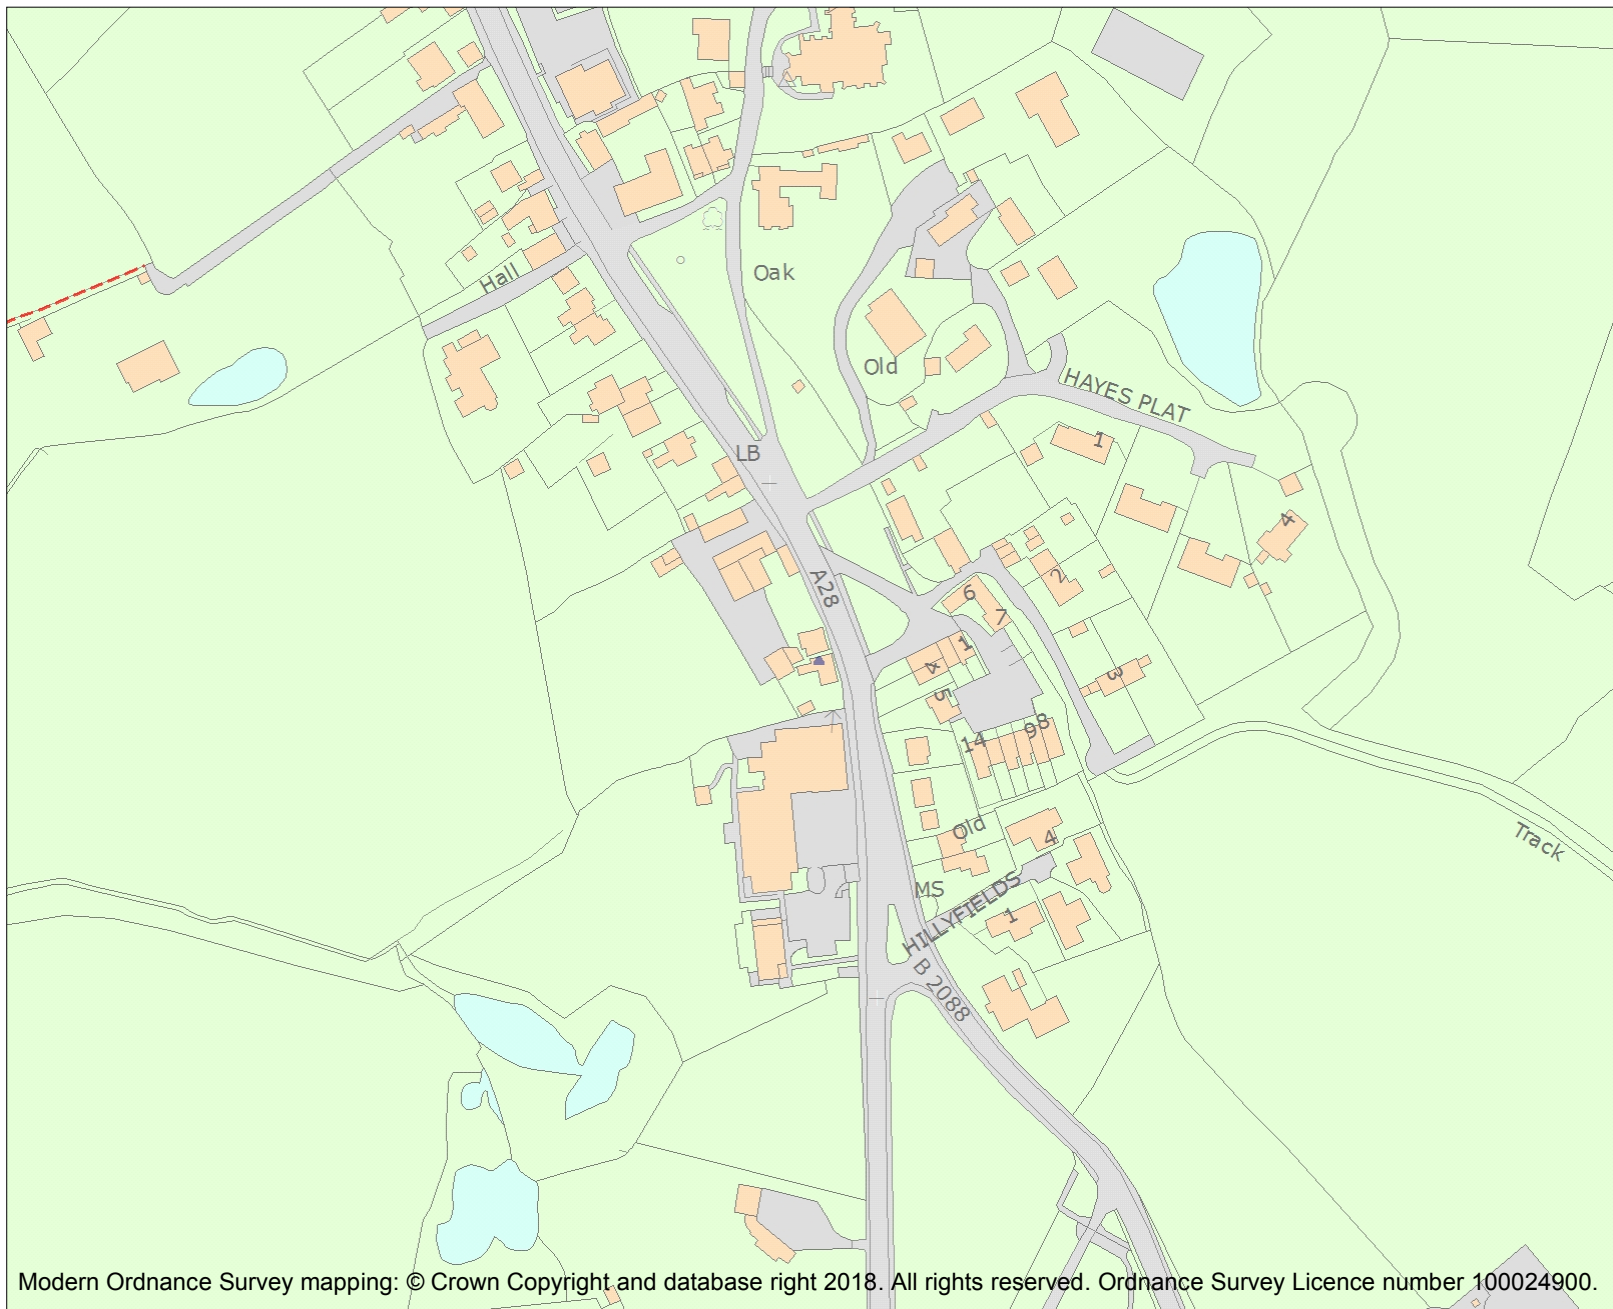 Hall
Oak
Old
HAYES PLAT
1
LB
4
A28
2
6
7
1
4
3
5
14
9
8
Old
4
Track
MS
HILLYFIELDS
1
B 2088
Modern Ordnance Survey mapping: © Crown Copyright and database right 2018. All rights reserved. Ordnance Survey Licence number 100024900.